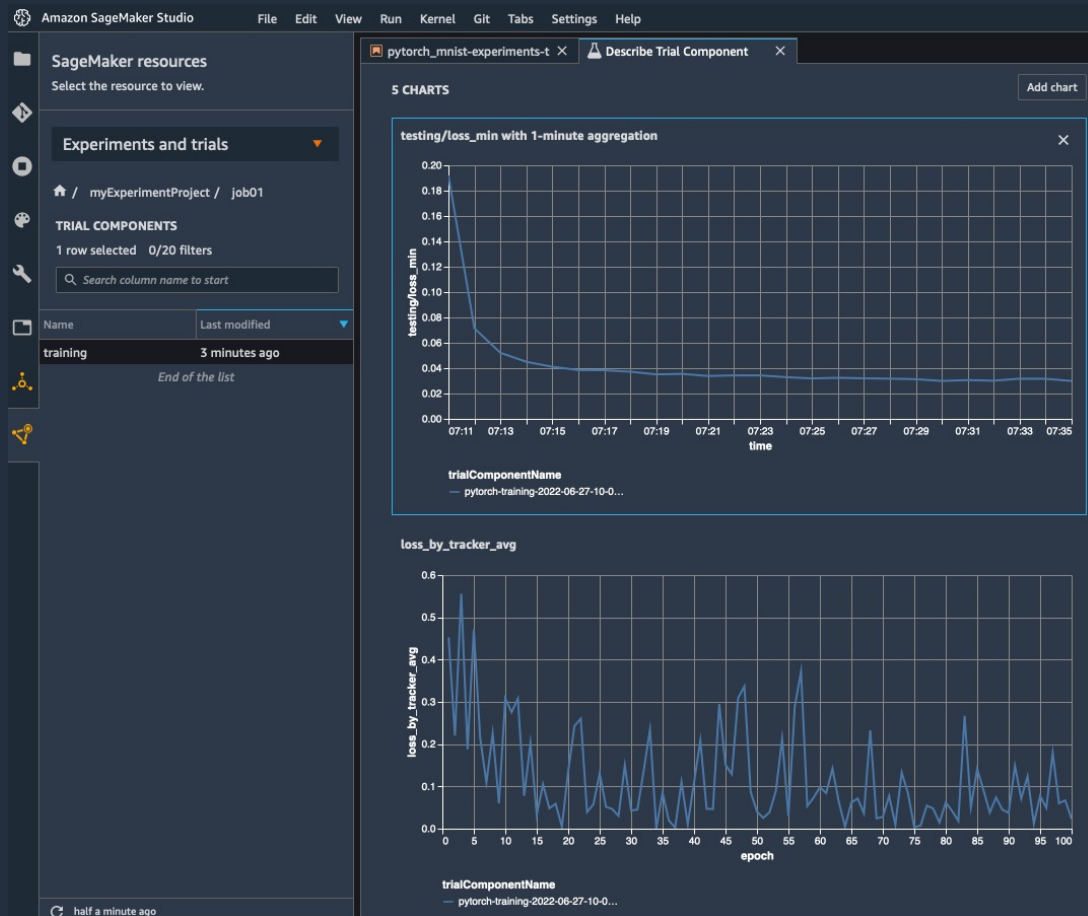 Amazon SageMaker Studio File Edit View Run Kernel Git Tabs Settings Help
SageMaker resources
Select the resource to view.
Experiments and trials
/ myExperimentProject / job01
TRIAL COMPONENTS
1 row selected 0/20 filters
Search column name to start
Name Last modified
training 3 minutes ago
End of the list
half a minute ago
pytorch_mnist-experiments-t Describe Trial Component
5 CHARTS Add chart
testing/loss_min with 1-minute aggregation
testing/loss_min
0.20
0.18
0.16
0.14
0.12
0.10
0.08
0.06
0.04
0.02
0.00
07:11 07:13 07:15 07:17 07:19 07:21 07:23 07:25 07:27 07:29 07:31 07:33 07:35
time
trialComponentName
pytorch-training-2022-06-27-10-0...
loss_by_tracker_avg
loss_by_tracker_avg
0.6
0.5
0.4
0.3
0.2
0.1
0.0
0 5 10 15 20 25 30 35 40 45 50 55 60 65 70 75 80 85 90 95 100
epoch
trialComponentName
pytorch-training-2022-06-27-10-0...